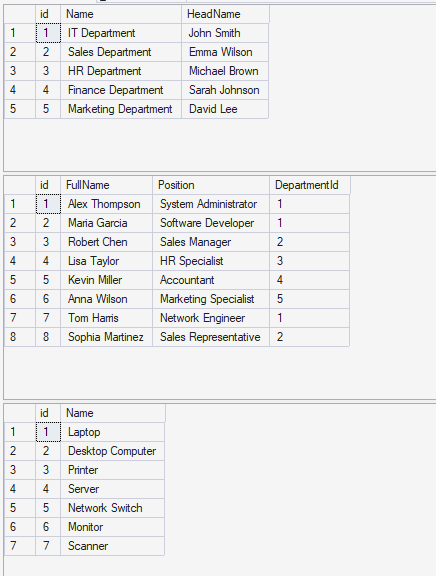 id Name HeadName
1 1 IT Department John Smith
2 2 Sales Department Emma Wilson
3 3 HR Department Michael Brown
4 4 Finance Department Sarah Johnson
5 5 Marketing Department David Lee
id FullName Position DepartmentId
1 1 Alex Thompson System Administrator 1
2 2 Maria Garcia Software Developer 1
3 3 Robert Chen Sales Manager 2
4 4 Lisa Taylor HR Specialist 3
5 5 Kevin Miller Accountant 4
6 6 Anna Wilson Marketing Specialist 5
7 7 Tom Harris Network Engineer 1
8 8 Sophia Martinez Sales Representative 2
id Name
1 1 Laptop
2 2 Desktop Computer
3 3 Printer
4 4 Server
5 5 Network Switch
6 6 Monitor
7 7 Scanner